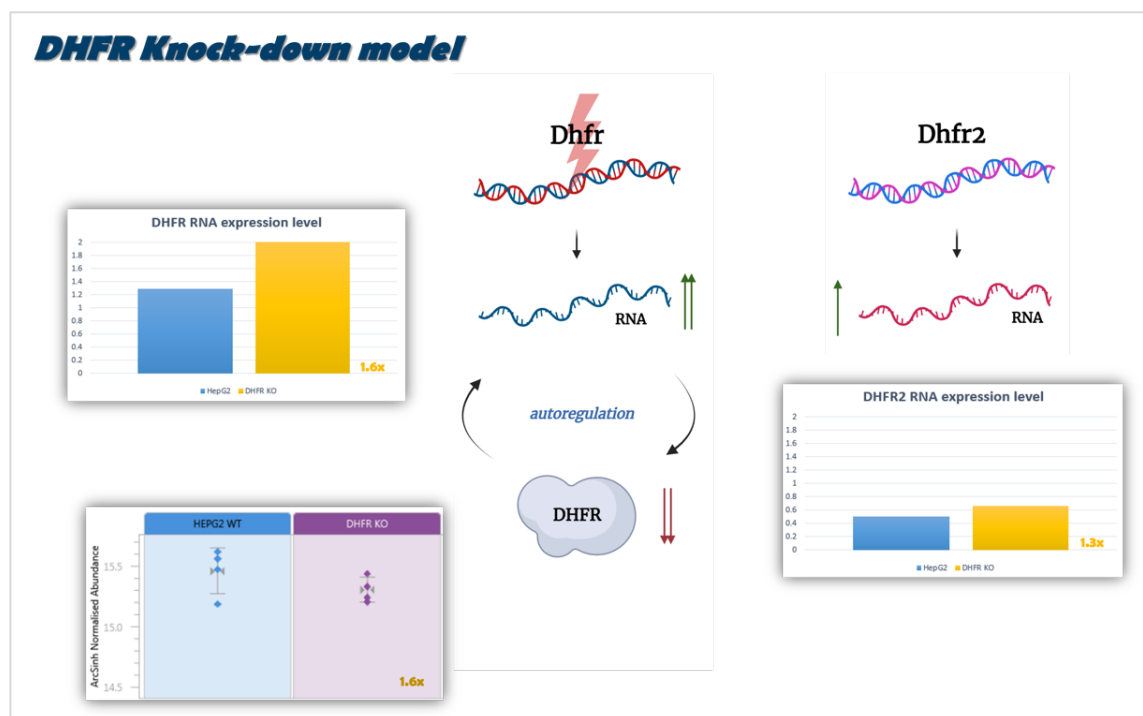 DHFR Knock-down model
Dhfr
Dhfr2
DHFR RNA expression level
2
1.8
1.6
1.4
1.2
1
0.8
0.6
0.4
0.2
0
1.6x
HepG2 DHFR KO
RNA
RNA
autoregulation
DHFR
DHFR2 RNA expression level
2
1.8
1.6
1.4
1.2
1
0.8
0.6
0.4
0.2
0
1.3x
HepG2 DHFR KO
HEPG2 WT DHFR KO
ArcSinh Normalised Abundance
15.5
15.0
14.5
1.6x